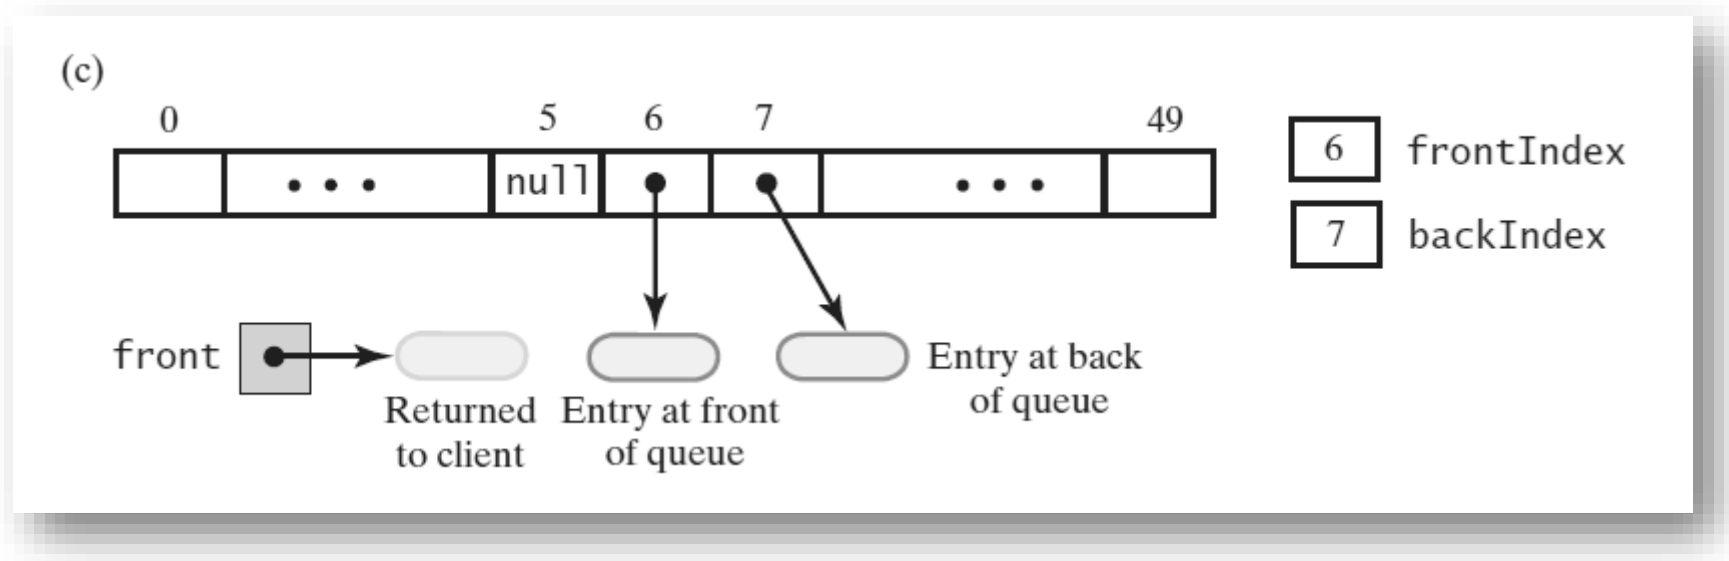 (c)
0 5 6 7 49
null
6 frontIndex
7 backIndex
front
Returned
to client
Entry at front
of queue
Entry at back
of queue